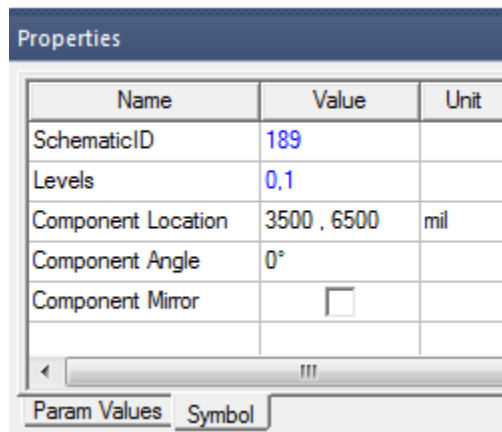 Properties
Name Value Unit
SchematicID 189
Levels 0,1
Component Location 3500 , 6500 mil
Component Angle 0°
Component Mirror
Param Values Symbol